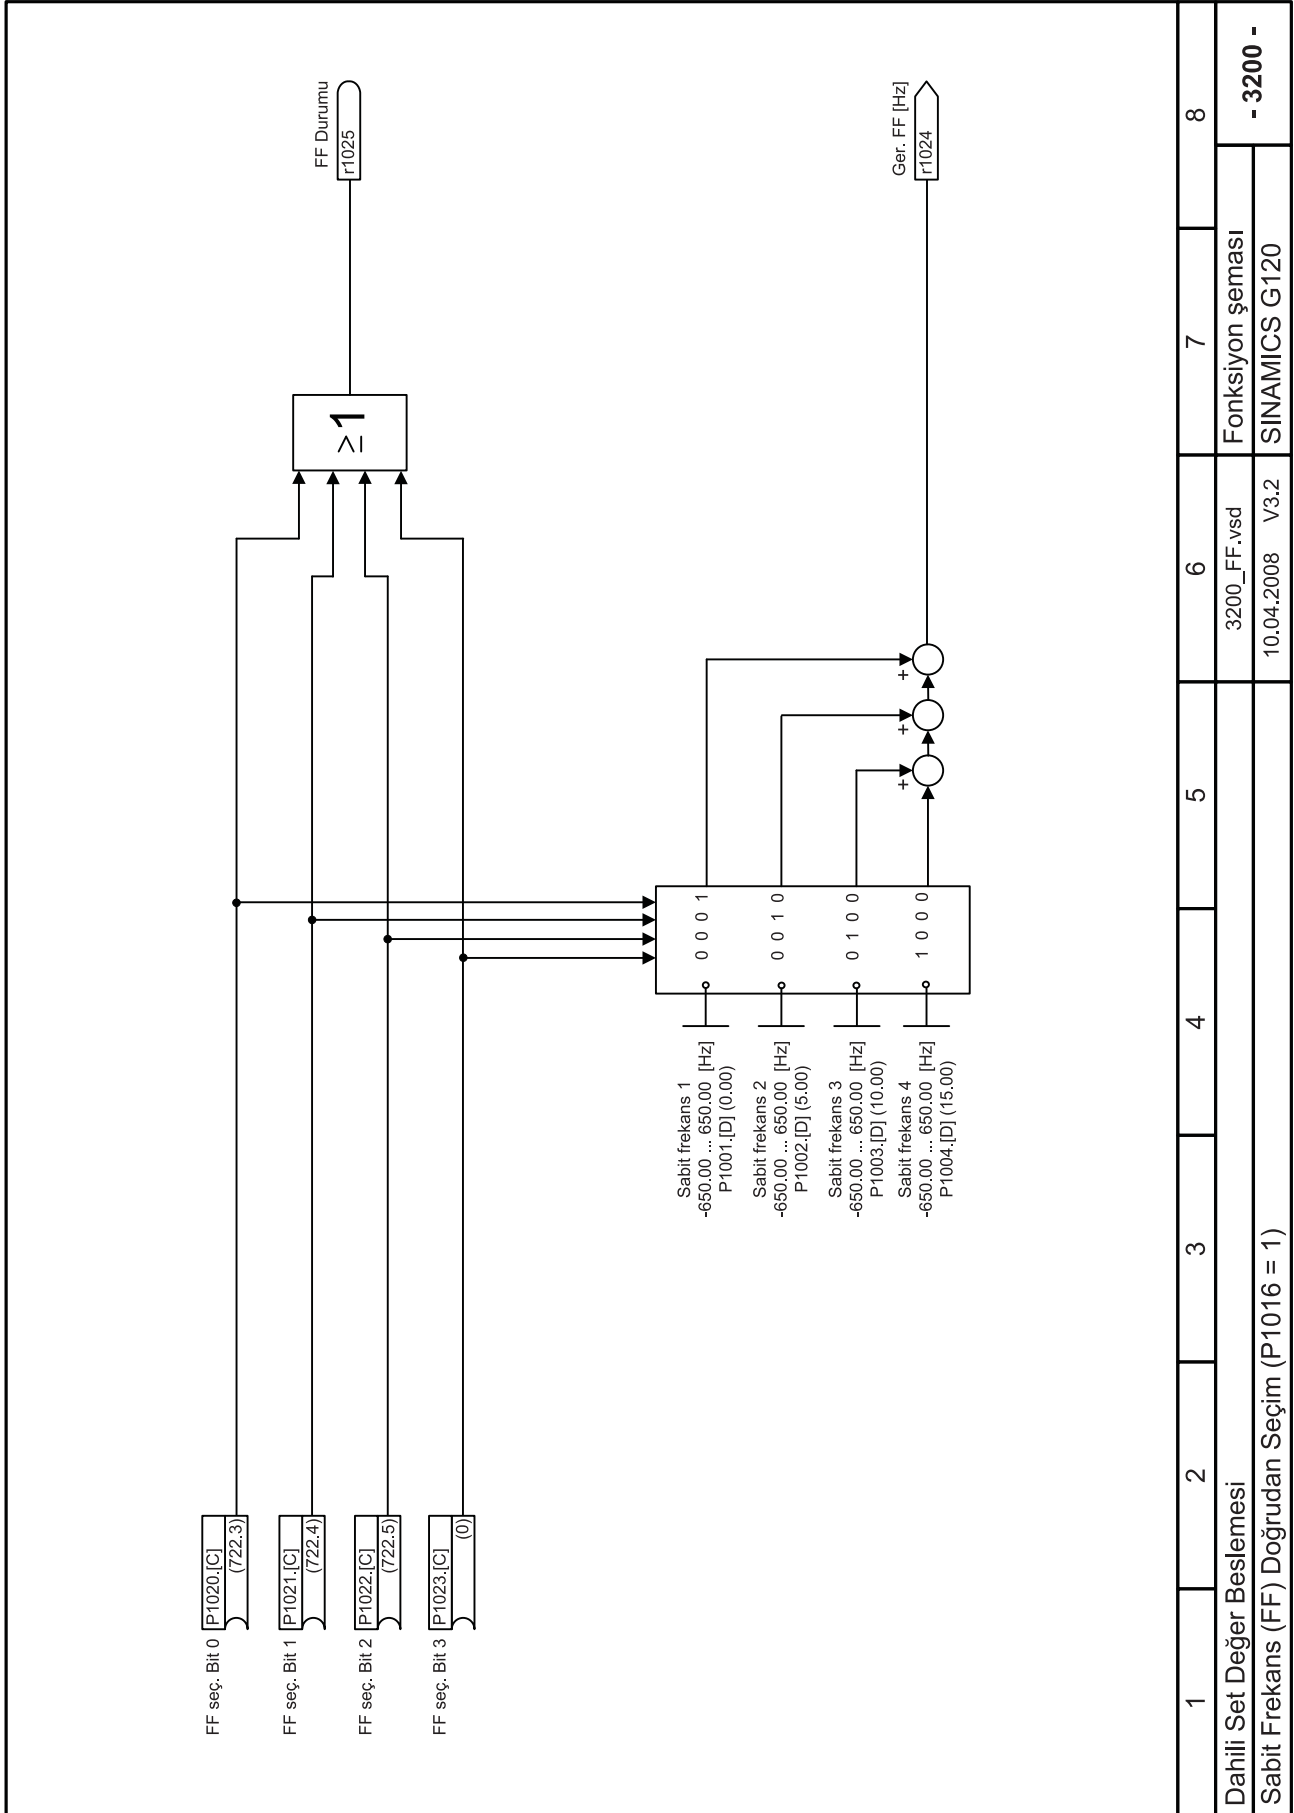 FF seç. Bit 0
P1020.[C]
(722.3)
FF seç. Bit 1
P1021.[C]
(722.4)
FF seç. Bit 2
P1022.[C]
(722.5)
FF seç. Bit 3
P1023.[C]
(0)
≥1
FF Durumu
r1025
Sabit frekans 1
-650.00 ... 650.00 [Hz]
P1001.[D] (0.00)
0 0 0 1
Sabit frekans 2
-650.00 ... 650.00 [Hz]
P1002.[D] (5.00)
0 0 1 0
Sabit frekans 3
-650.00 ... 650.00 [Hz]
P1003.[D] (10.00)
0 1 0 0
Sabit frekans 4
-650.00 ... 650.00 [Hz]
P1004.[D] (15.00)
1 0 0 0
+
+
+
Ger. FF [Hz]
r1024
1 2 3 4 5 6 7 8
Dahili Set Değer Beslemesi
3200_FF.vsd
Fonksiyon şeması
- 3200 -
Sabit Frekans (FF) Doğrudan Seçim (P1016 = 1)
10.04.2008 V3.2
SINAMICS G120